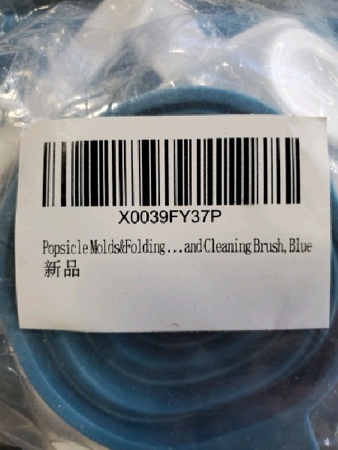 X0039FY37P
Popsicle Molds&Folding...and Cleaning Brush, Blue
新品